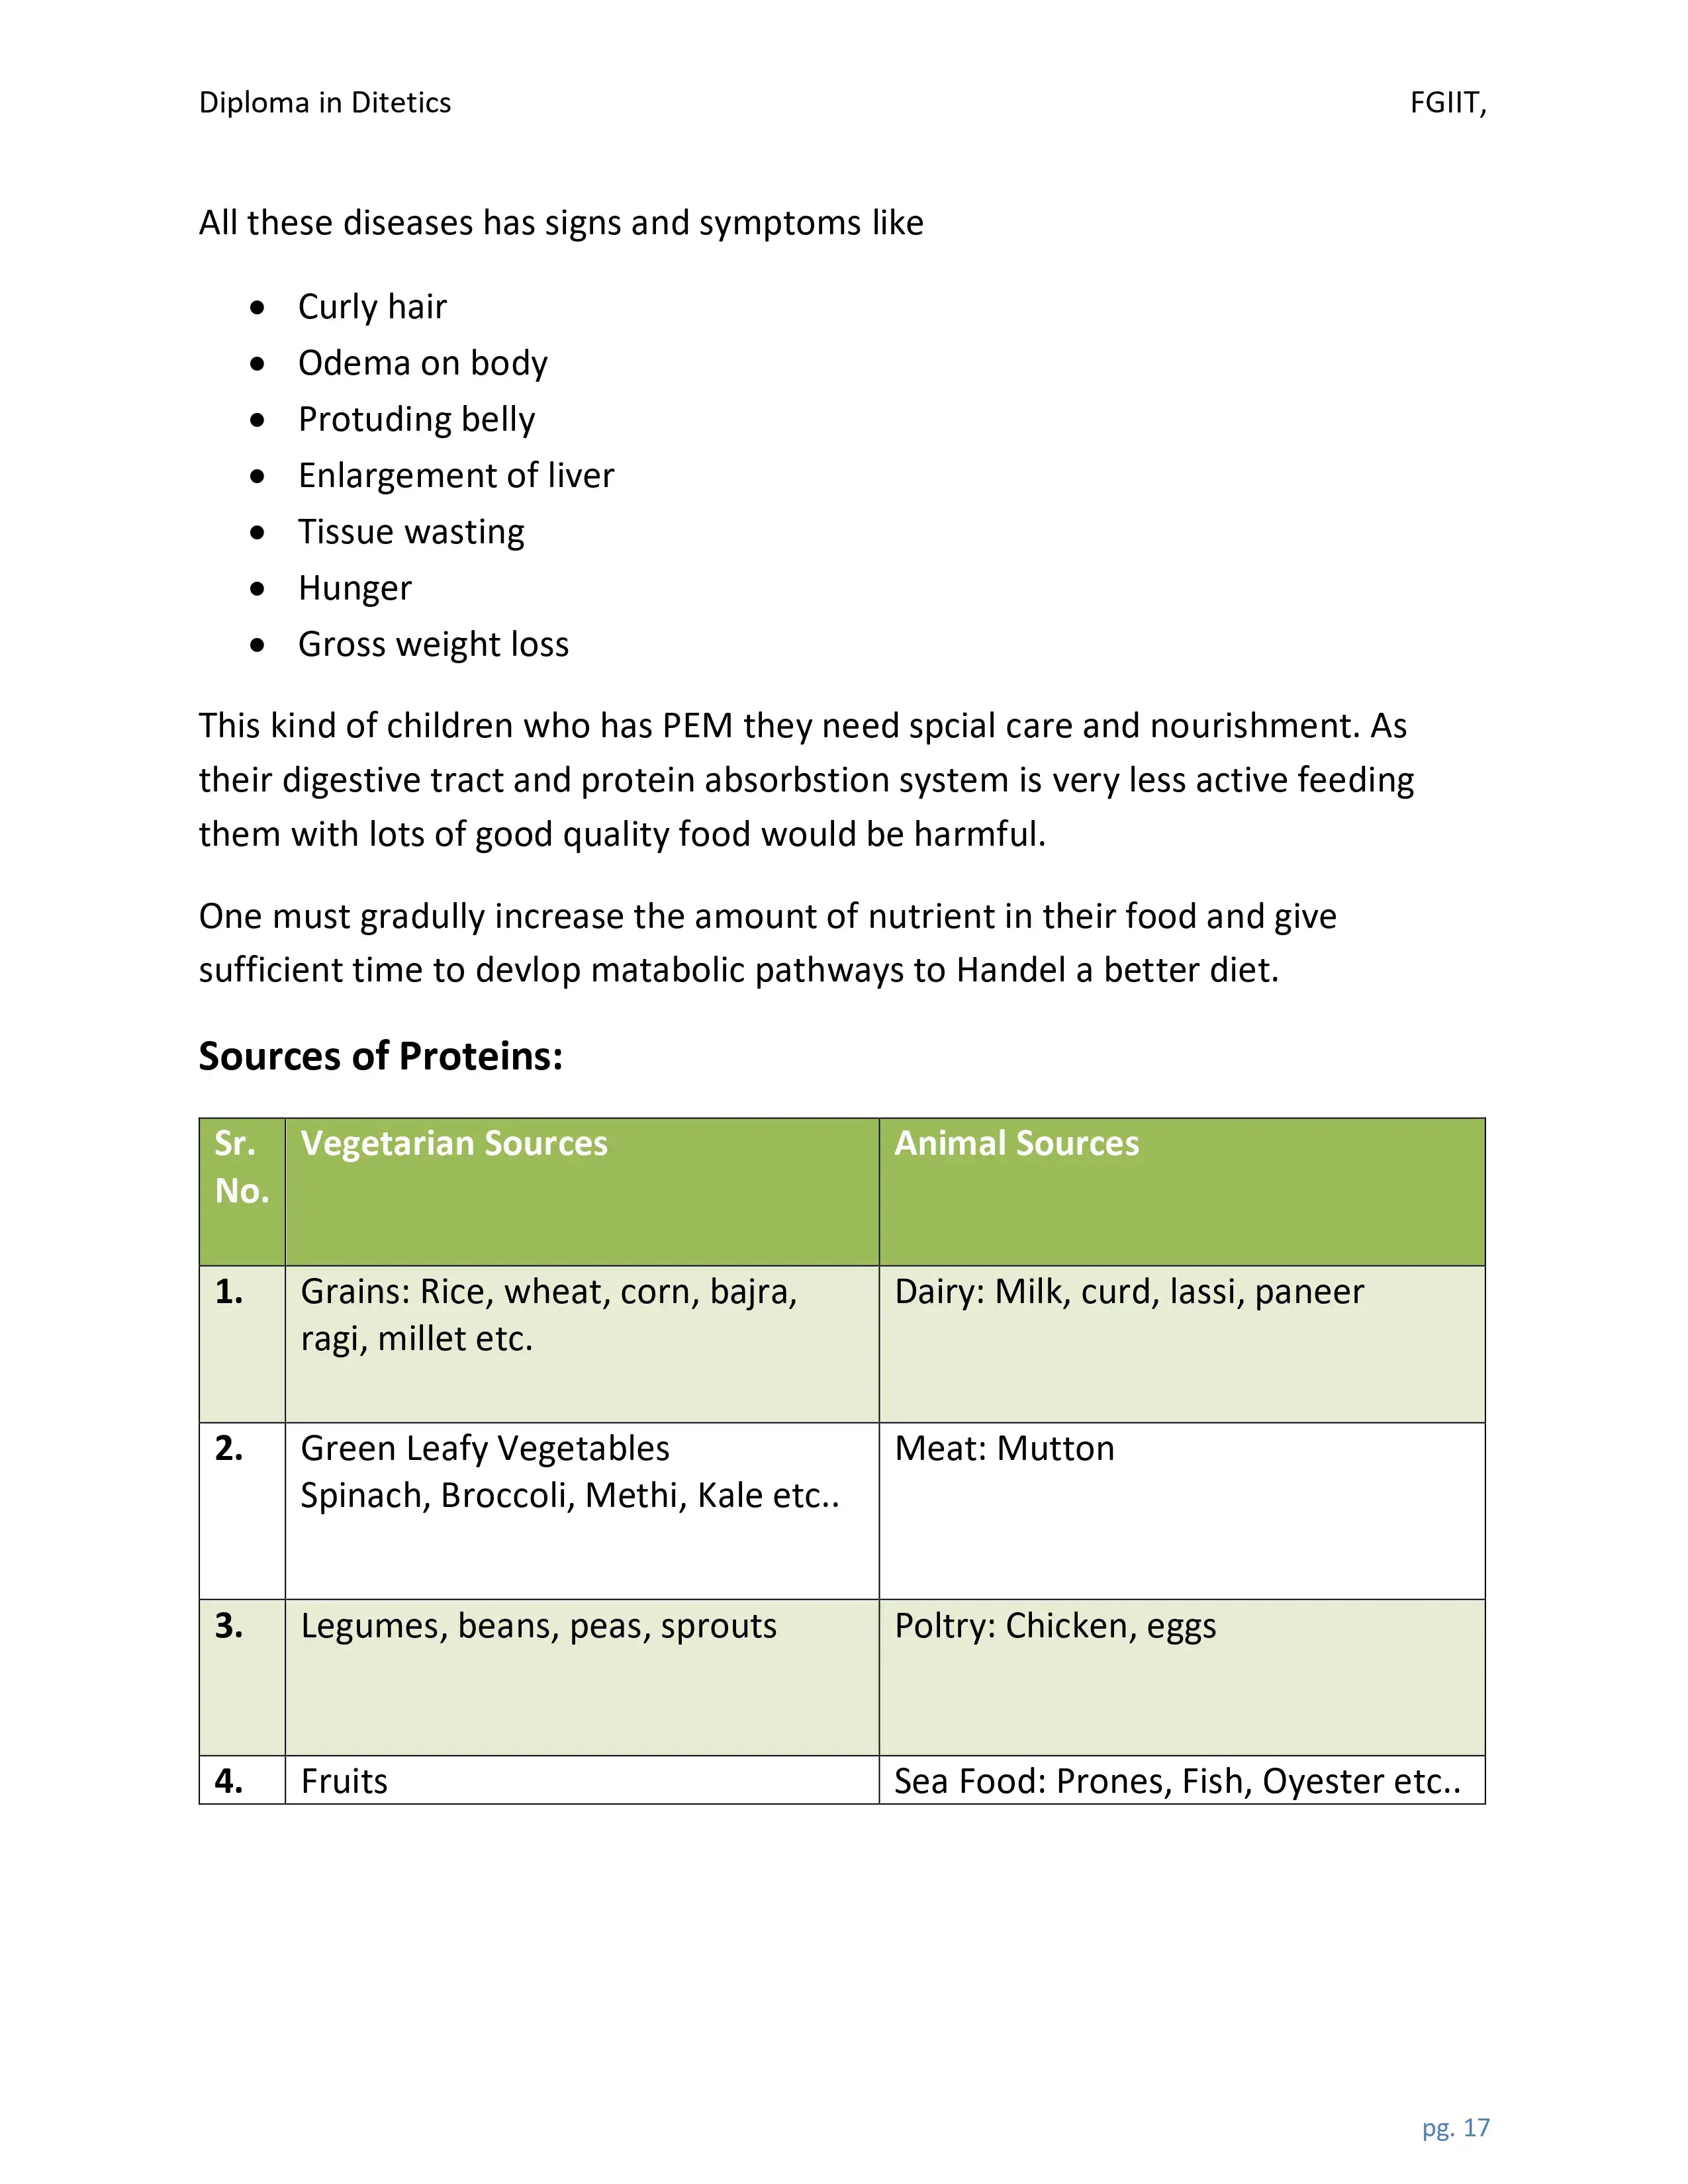 Diploma in Ditetics FGIIT,
All these diseases has signs and symptoms like
• Curly hair
• Odema on body
• Protuding belly
• Enlargement of liver
• Tissue wasting
• Hunger
• Gross weight loss
This kind of children who has PEM they need spcial care and nourishment. As
their digestive tract and protein absorbstion system is very less active feeding
them with lots of good quality food would be harmful.
One must gradully increase the amount of nutrient in their food and give
sufficient time to devlop matabolic pathways to Handel a better diet.
Sources of Proteins:
Sr. Vegetarian Sources Animal Sources
No.
1. Grains: Rice, wheat, corn, bajra, Dairy: Milk, curd, lassi, paneer
ragi, millet etc.
2. Green Leafy Vegetables Meat: Mutton
Spinach, Broccoli, Methi, Kale etc..
3. Legumes, beans, peas, sprouts Poltry: Chicken, eggs
4. Fruits Sea Food: Prones, Fish, Oyester etc..
pg. 17